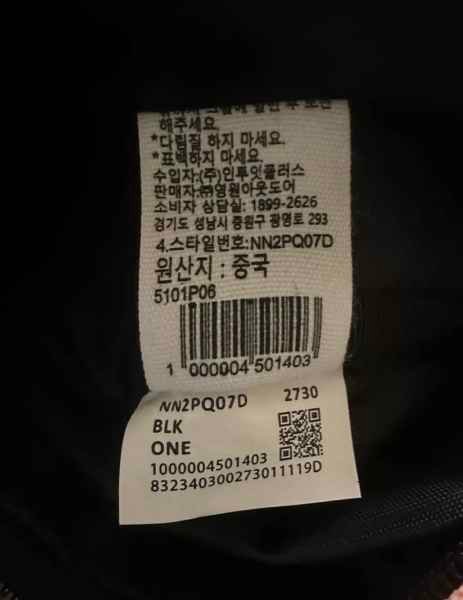 해주세요.
*다림질 하지 마세요.
*표백하지 마세요.
수입자:(주)인투잇플러스
판매자:㈜영원아웃도어
소비자 상담실: 1899-2626
경기도 성남시 중원구 광명로 293
4.스타일번호:NN2PQ07D
원산지 : 중국
5101P06
1 000004 501403
NN2PQ07D 2730
BLK
ONE
1000004501403
832340300273011119D